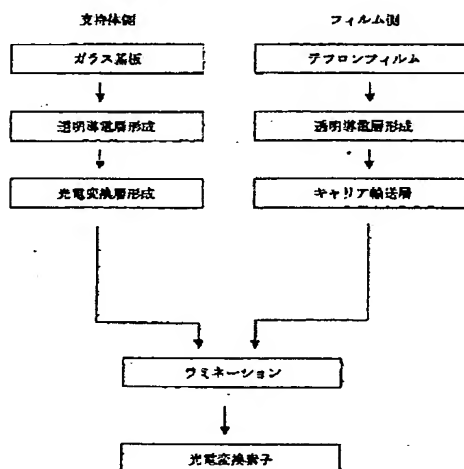 支持体側
フィルム側
ガラス基板
テフロンフィルム
透明導電層形成
透明導電層形成
光電変換層形成
キャリア輸送層
ラミネーション
光電変換素子